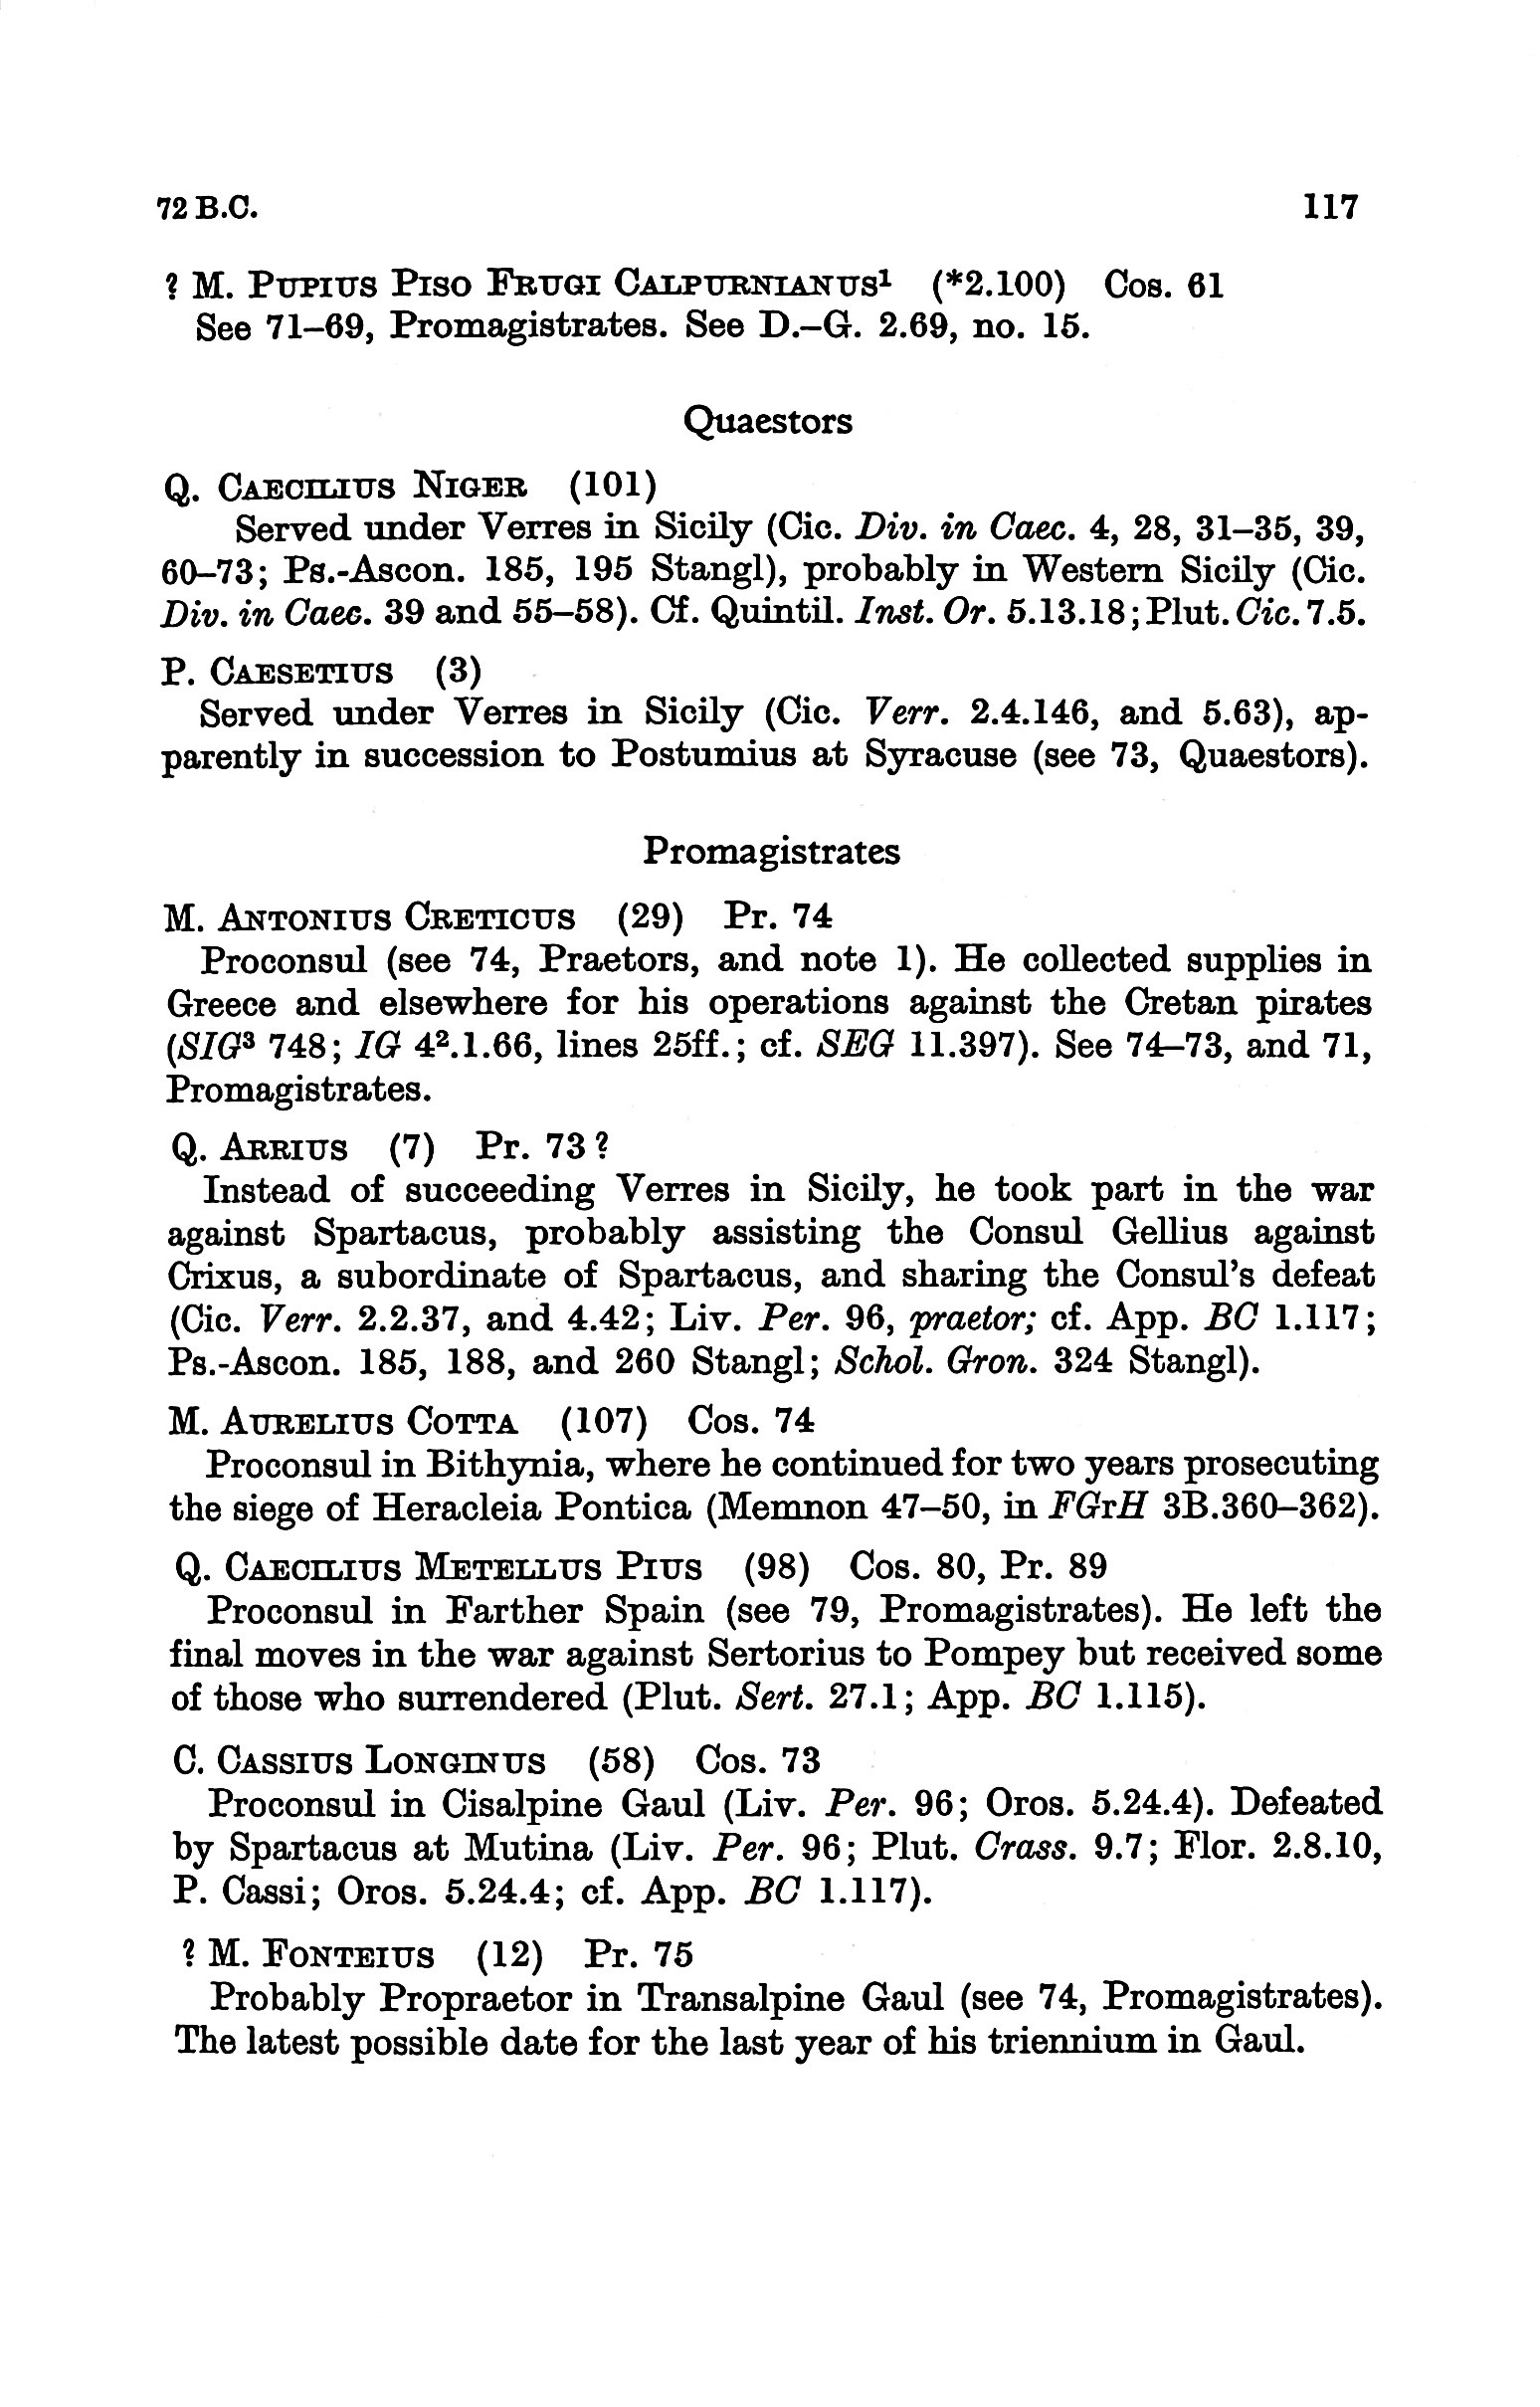 72 B.C. 117
? M. PUPIUS PISO FRUGI CALPURNIANUS¹ (*2.100) Cos. 61
See 71–69, Promagistrates. See D.–G. 2.69, no. 15.
Quaestors
Q. CAECILIUS NIGER (101)
Served under Verres in Sicily (Cic. Div. in Caec. 4, 28, 31–35, 39,
60–73; Ps.-Ascon. 185, 195 Stangl), probably in Western Sicily (Cic.
Div. in Caec. 39 and 55–58). Cf. Quintil. Inst. Or. 5.13.18; Plut. Cic. 7.5.
P. CAESETIUS (3)
Served under Verres in Sicily (Cic. Verr. 2.4.146, and 5.63), ap-
parently in succession to Postumius at Syracuse (see 73, Quaestors).
Promagistrates
M. ANTONIUS CRETICUS (29) Pr. 74
Proconsul (see 74, Praetors, and note 1). He collected supplies in
Greece and elsewhere for his operations against the Cretan pirates
(SIG³ 748; IG 4².1.66, lines 25ff.; cf. SEG 11.397). See 74–73, and 71,
Promagistrates.
Q. ARRIUS (7) Pr. 73?
Instead of succeeding Verres in Sicily, he took part in the war
against Spartacus, probably assisting the Consul Gellius against
Crixus, a subordinate of Spartacus, and sharing the Consul's defeat
(Cic. Verr. 2.2.37, and 4.42; Liv. Per. 96, praetor; cf. App. BC 1.117;
Ps.-Ascon. 185, 188, and 260 Stangl; Schol. Gron. 324 Stangl).
M. AURELIUS COTTA (107) Cos. 74
Proconsul in Bithynia, where he continued for two years prosecuting
the siege of Heracleia Pontica (Memnon 47–50, in FGrH 3B.360–362).
Q. CAECILIUS METELLUS PIUS (98) Cos. 80, Pr. 89
Proconsul in Farther Spain (see 79, Promagistrates). He left the
final moves in the war against Sertorius to Pompey but received some
of those who surrendered (Plut. Sert. 27.1; App. BC 1.115).
C. CASSIUS LONGINUS (58) Cos. 73
Proconsul in Cisalpine Gaul (Liv. Per. 96; Oros. 5.24.4). Defeated
by Spartacus at Mutina (Liv. Per. 96; Plut. Crass. 9.7; Flor. 2.8.10,
P. Cassi; Oros. 5.24.4; cf. App. BC 1.117).
? M. FONTEIUS (12) Pr. 75
Probably Propraetor in Transalpine Gaul (see 74, Promagistrates).
The latest possible date for the last year of his triennium in Gaul.